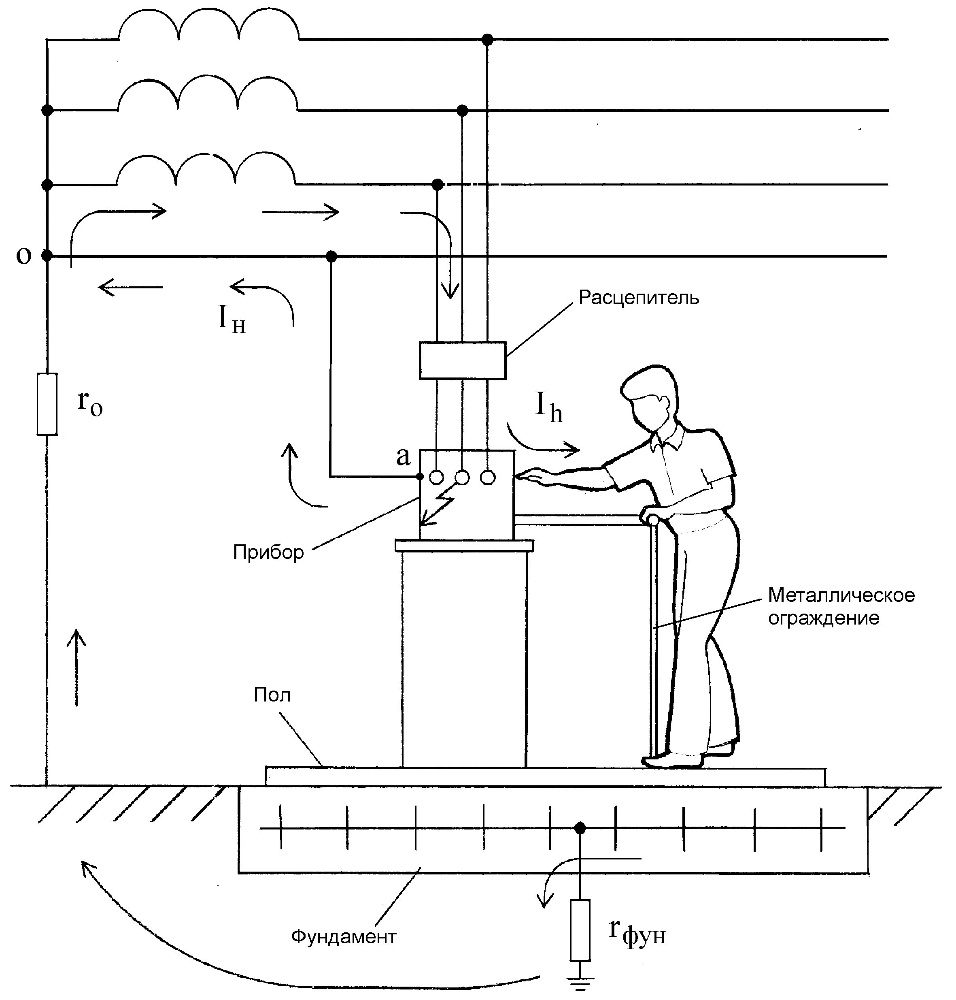 о
Расцепитель
Iн
rо
Ih
а
Прибор
Металлическое
ограждение
Пол
Фундамент
rфун